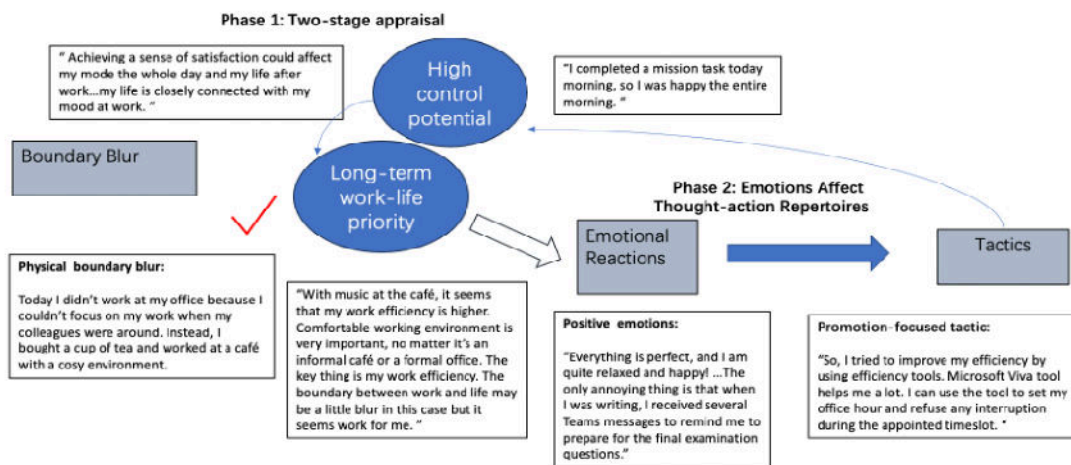 Phase 1: Two-stage appraisal
" Achieving a sense of satisfaction could affect
my mode the whole day and my life after
work...my life is closely connected with my
mood at work. "
High
control
potential
"I completed a mission task today
morning, so I was happy the entire
morning. "
Boundary Blur
Long-term
work-life
priority
Phase 2: Emotions Affect
Thought-action Repertoires
Emotional
Reactions
Tactics
Physical boundary blur:
Today I didn't work at my office because I
couldn't focus on my work when my
colleagues were around. Instead, I
bought a cup of tea and worked at a café
with a cosy environment.
"With music at the café, it seems
that my work efficiency is higher.
Comfortable working environment is
very important, no matter it's an
informal café or a formal office. The
key thing is my work efficiency. The
boundary between work and life may
be a little blur in this case but it
seems work for me. "
Positive emotions:
"Everything is perfect, and I am
quite relaxed and happy! ...The
only annoying thing is that when
I was writing, I received several
Teams messages to remind me to
prepare for the final examination
questions."
Promotion-focused tactic:
"So, I tried to improve my efficiency by
using efficiency tools. Microsoft Viva tool
helps me a lot. I can use the tool to set my
office hour and refuse any interruption
during the appointed timeslot. "